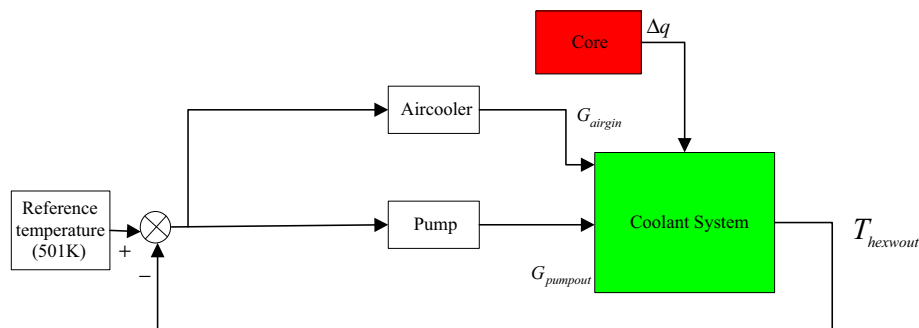 Core
Δq
Aircooler
G_airgin
Reference
temperature
(501K)
+
−
Pump
G_pumpout
Coolant System
T_hexwout